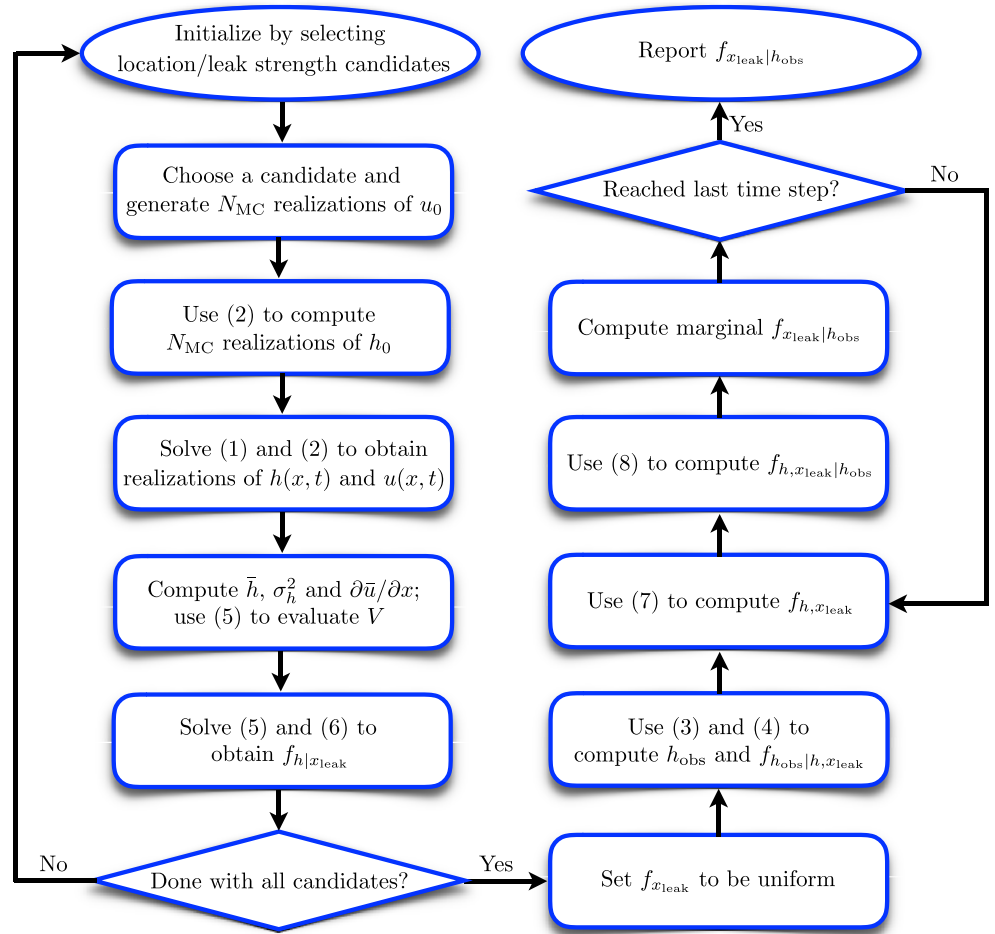 Initialize by selecting
location/leak strength candidates
Choose a candidate and
generate N_MC realizations of u_0
Use (2) to compute
N_MC realizations of h_0
Solve (1) and (2) to obtain
realizations of h(x, t) and u(x, t)
Compute h̄, σ_h^2 and ∂ū/∂x;
use (5) to evaluate V
Solve (5) and (6) to
obtain f_{h|x_leak}
Done with all candidates?
No
Yes
Set f_{x_leak} to be uniform
Use (3) and (4) to
compute h_obs and f_{h_obs|h,x_leak}
Use (7) to compute f_{h,x_leak}
Use (8) to compute f_{h,x_leak|h_obs}
Compute marginal f_{x_leak|h_obs}
Reached last time step?
No
Yes
Report f_{x_leak|h_obs}